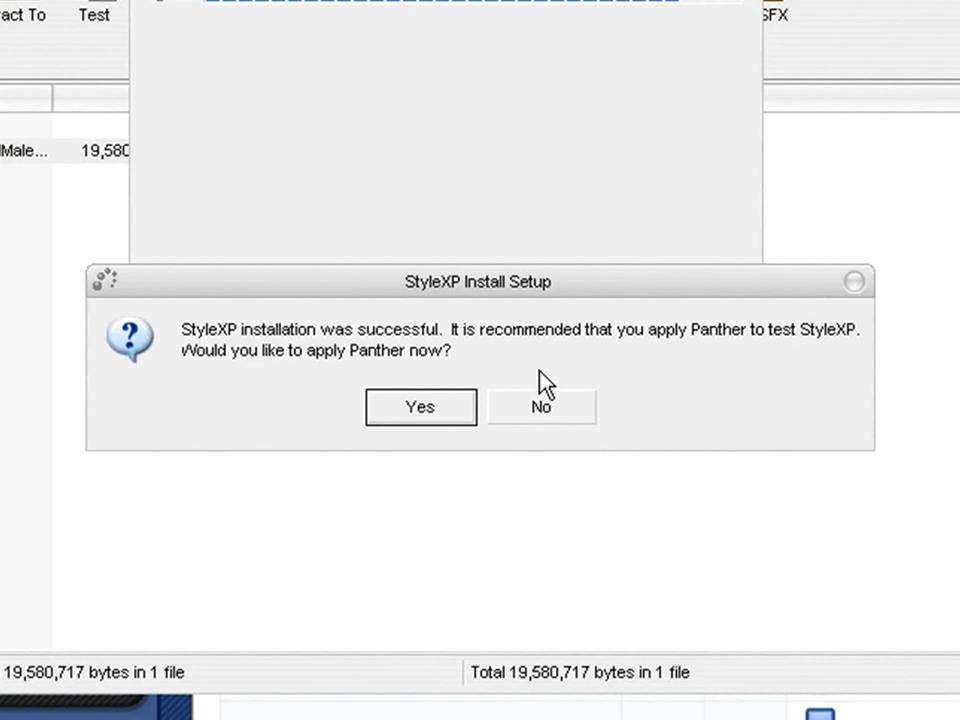 act To Test SFX
Male... 19,580
StyleXP Install Setup
StyleXP installation was successful. It is recommended that you apply Panther to test StyleXP.
Would you like to apply Panther now?
Yes No
19,580,717 bytes in 1 file Total 19,580,717 bytes in 1 file